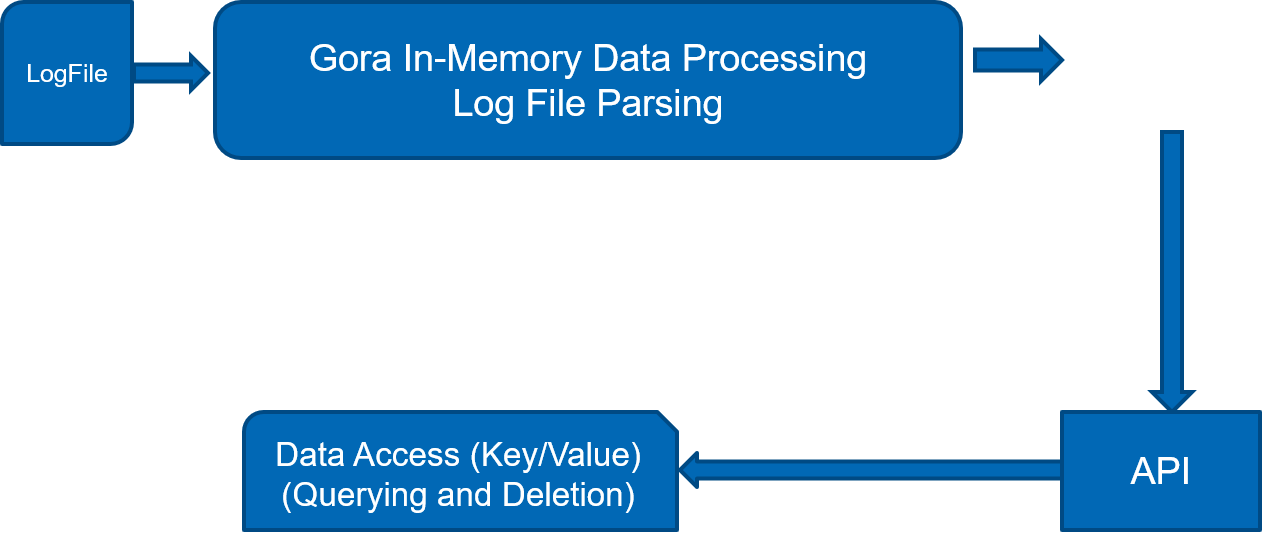 LogFile
Gora In-Memory Data Processing
Log File Parsing
Data Access (Key/Value)
(Querying and Deletion)
API